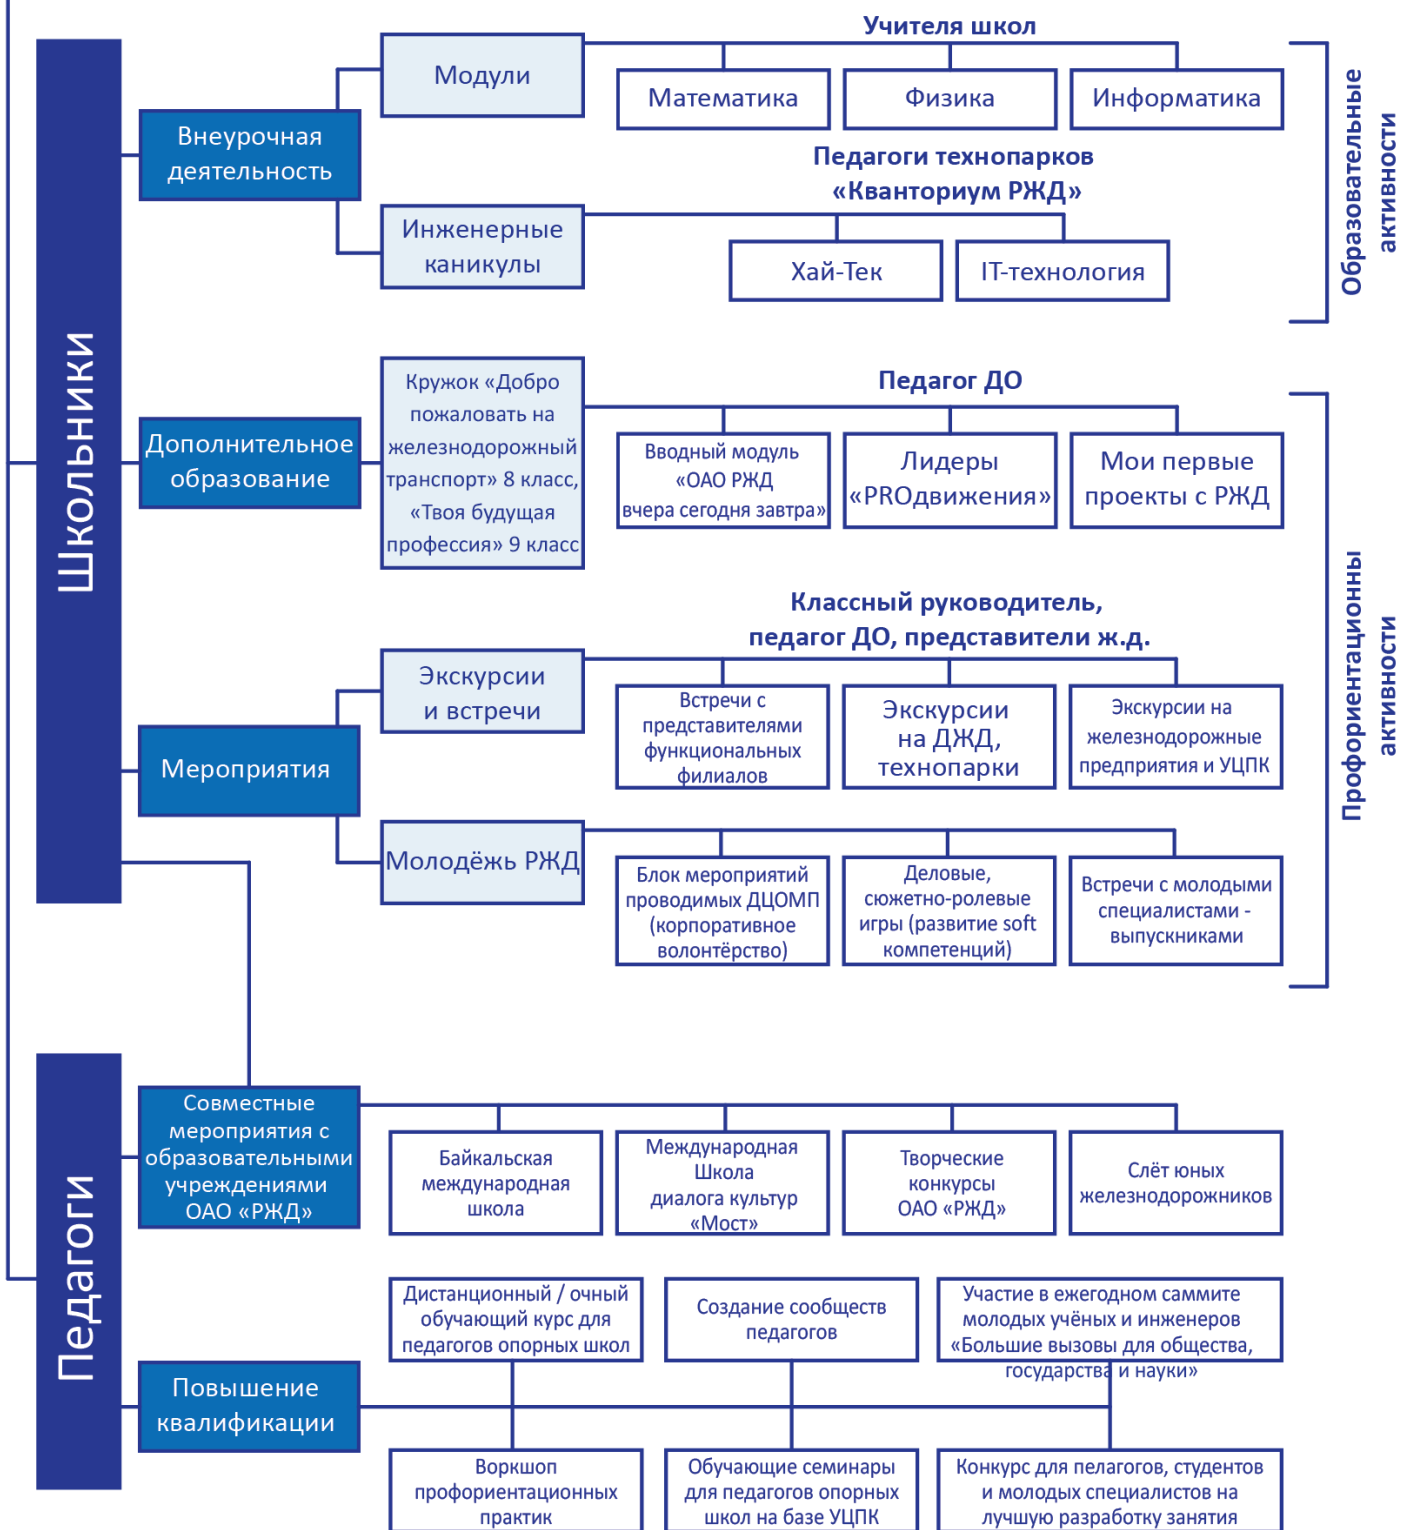 Школьники
Внеурочная
деятельность
Модули
Учителя школ
Математика
Физика
Информатика
Инженерные
каникулы
Педагоги технопарков
«Кванториум РЖД»
Хай-Тек
IT-технология
Образовательные
активности
Дополнительное
образование
Кружок «Добро
пожаловать на
железнодорожный
транспорт» 8 класс,
«Твоя будущая
профессия» 9 класс
Педагог ДО
Вводный модуль
«ОАО РЖД
вчера сегодня завтра»
Лидеры
«PROдвижения»
Мои первые
проекты с РЖД
Мероприятия
Экскурсии
и встречи
Классный руководитель,
педагог ДО, представители ж.д.
Встречи с
представителями
функциональных
филиалов
Экскурсии
на ДЖД,
технопарки
Экскурсии на
железнодорожные
предприятия и УЦПК
Молодёжь РЖД
Блок мероприятий
проводимых ДЦОМП
(корпоративное
волонтёрство)
Деловые,
сюжетно-ролевые
игры (развитие soft
компетенций)
Встречи с молодыми
специалистами -
выпускниками
Профориентационны
активности
Педагоги
Совместные
мероприятия с
образовательными
учреждениями
ОАО «РЖД»
Байкальская
международная
школа
Международная
Школа
диалога культур
«Мост»
Творческие
конкурсы
ОАО «РЖД»
Слёт юных
железнодорожников
Повышение
квалификации
Дистанционный / очный
обучающий курс для
педагогов опорных школ
Создание сообществ
педагогов
Участие в ежегодном саммите
молодых учёных и инженеров
«Большие вызовы для общества,
государства и науки»
Воркшоп
профориентационных
практик
Обучающие семинары
для педагогов опорных
школ на базе УЦПК
Конкурс для пелагогов, студентов
и молодых специалистов на
лучшую разработку занятия